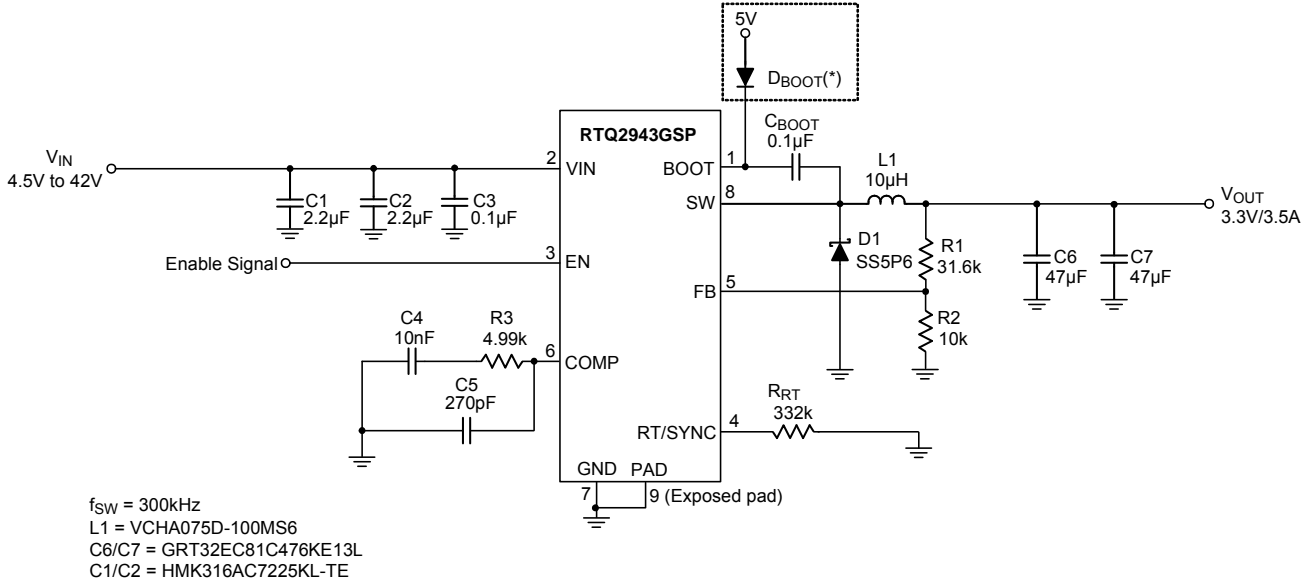 5V
DBOOT(*)
RTQ2943GSP
CBOOT
0.1µF
VIN
4.5V to 42V
2
VIN
BOOT
1
L1
10µH
SW
8
VOUT
3.3V/3.5A
C1
2.2µF
C2
2.2µF
C3
0.1µF
Enable Signal
3
EN
D1
SS5P6
R1
31.6k
C6
47µF
C7
47µF
FB
5
R2
10k
C4
10nF
R3
4.99k
6
COMP
C5
270pF
RRT
332k
RT/SYNC
4
GND
PAD
7
9 (Exposed pad)
fSW = 300kHz
L1 = VCHA075D-100MS6
C6/C7 = GRT32EC81C476KE13L
C1/C2 = HMK316AC7225KL-TE